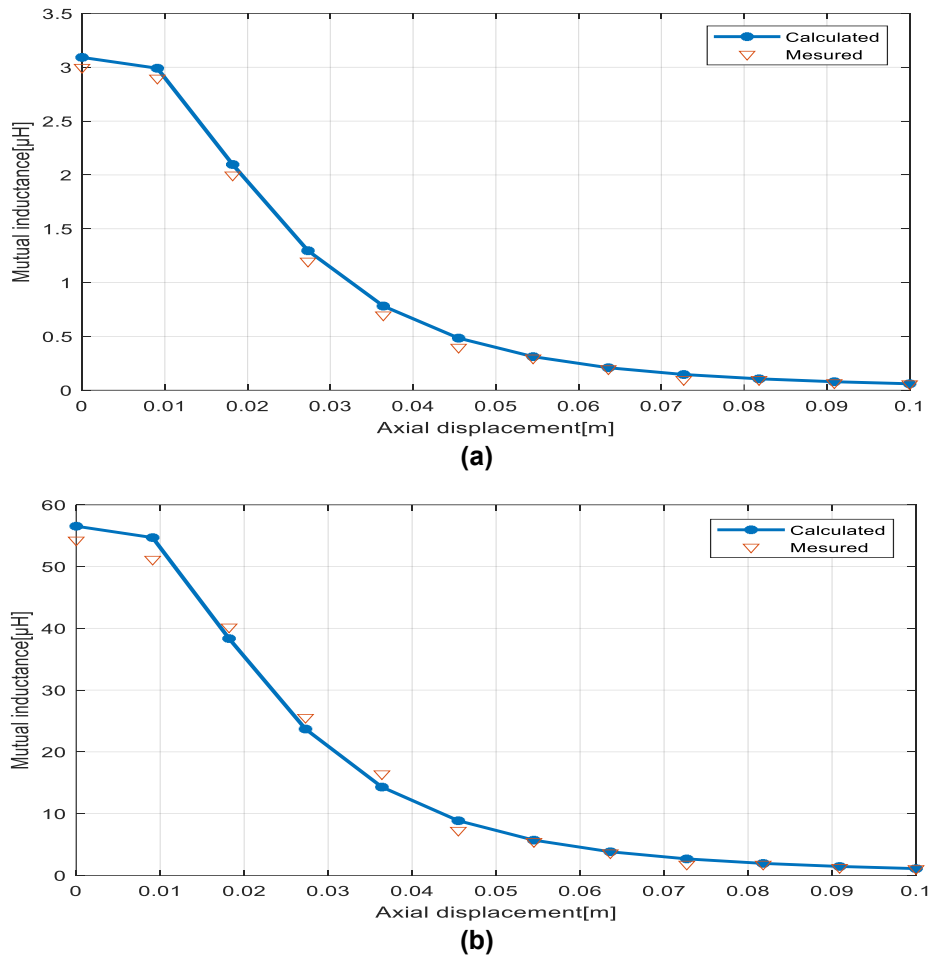 3.5
3
2.5
2
1.5
1
0.5
0
Mutual inductance[µH]
Calculated
Mesured
0 0.01 0.02 0.03 0.04 0.05 0.06 0.07 0.08 0.09 0.1
Axial displacement[m]
(a)
60
50
40
30
20
10
0
Mutual inductance[µH]
Calculated
Mesured
0 0.01 0.02 0.03 0.04 0.05 0.06 0.07 0.08 0.09 0.1
Axial displacement[m]
(b)